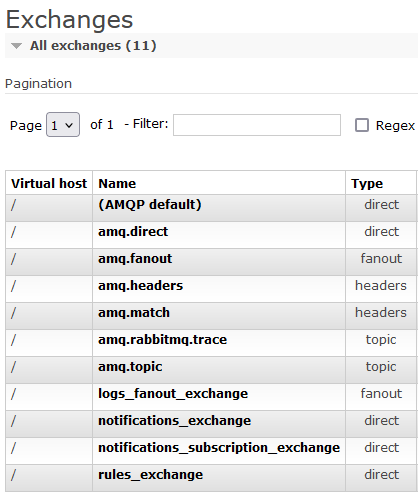 Exchanges
All exchanges (11)
Pagination
Page 1 of 1 - Filter: Regex
Virtual host Name Type
/ (AMQP default) direct
/ amq.direct direct
/ amq.fanout fanout
/ amq.headers headers
/ amq.match headers
/ amq.rabbitmq.trace topic
/ amq.topic topic
/ logs_fanout_exchange fanout
/ notifications_exchange direct
/ notifications_subscription_exchange direct
/ rules_exchange direct